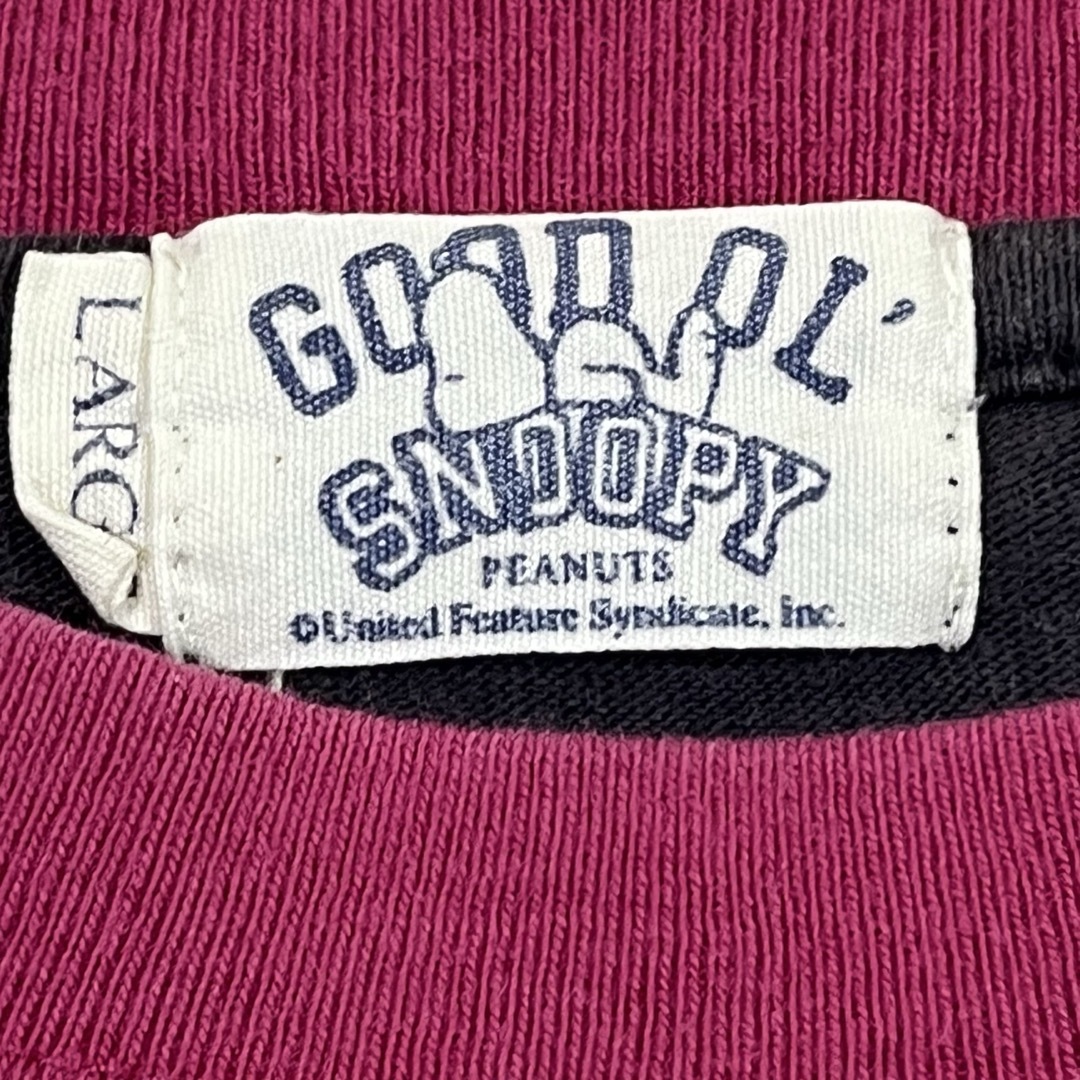 GOOD OL'
SNOOPY
PEANUTS
©United Feature Syndicate, Inc.
LARG